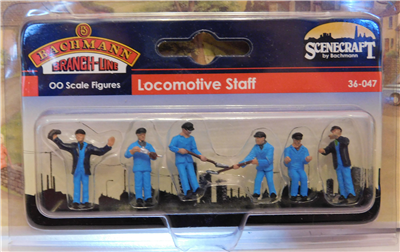 BACHMANN
BRANCH-LINE
OO Scale Figures
Locomotive Staff
SCENECRAFT
by Bachmann
36-047